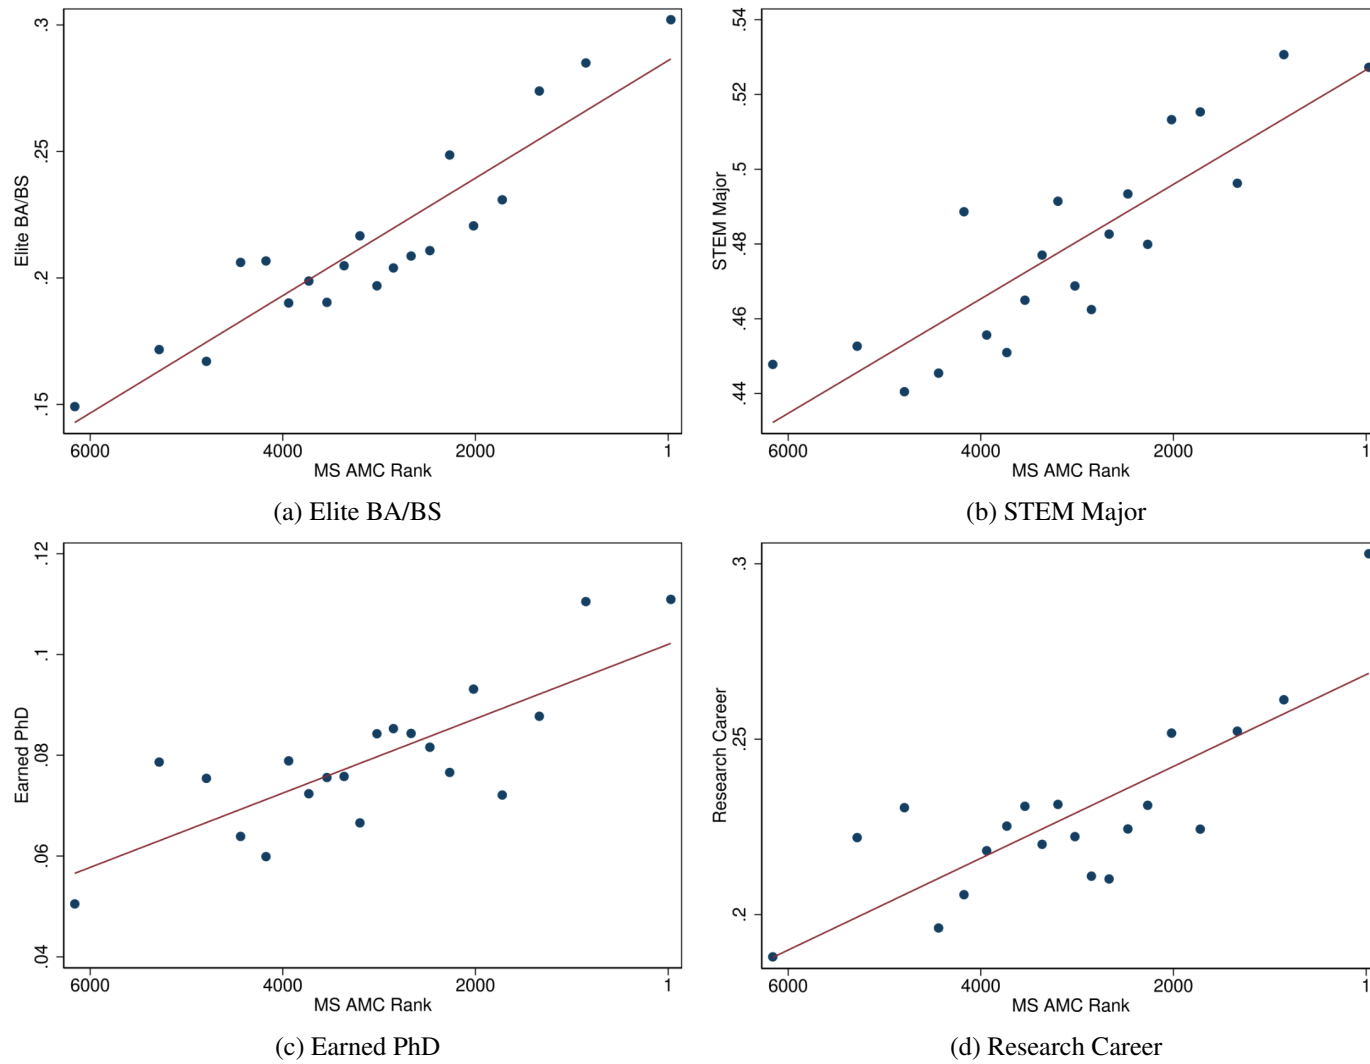 .3
.25
.2
.15
Elite BA/BS
6000 4000 2000 1
MS AMC Rank
(a) Elite BA/BS
.54
.52
.5
.48
.46
.44
STEM Major
6000 4000 2000 1
MS AMC Rank
(b) STEM Major
.12
.1
.08
.06
.04
Earned PhD
6000 4000 2000 1
MS AMC Rank
(c) Earned PhD
.3
.25
.2
Research Career
6000 4000 2000 1
MS AMC Rank
(d) Research Career